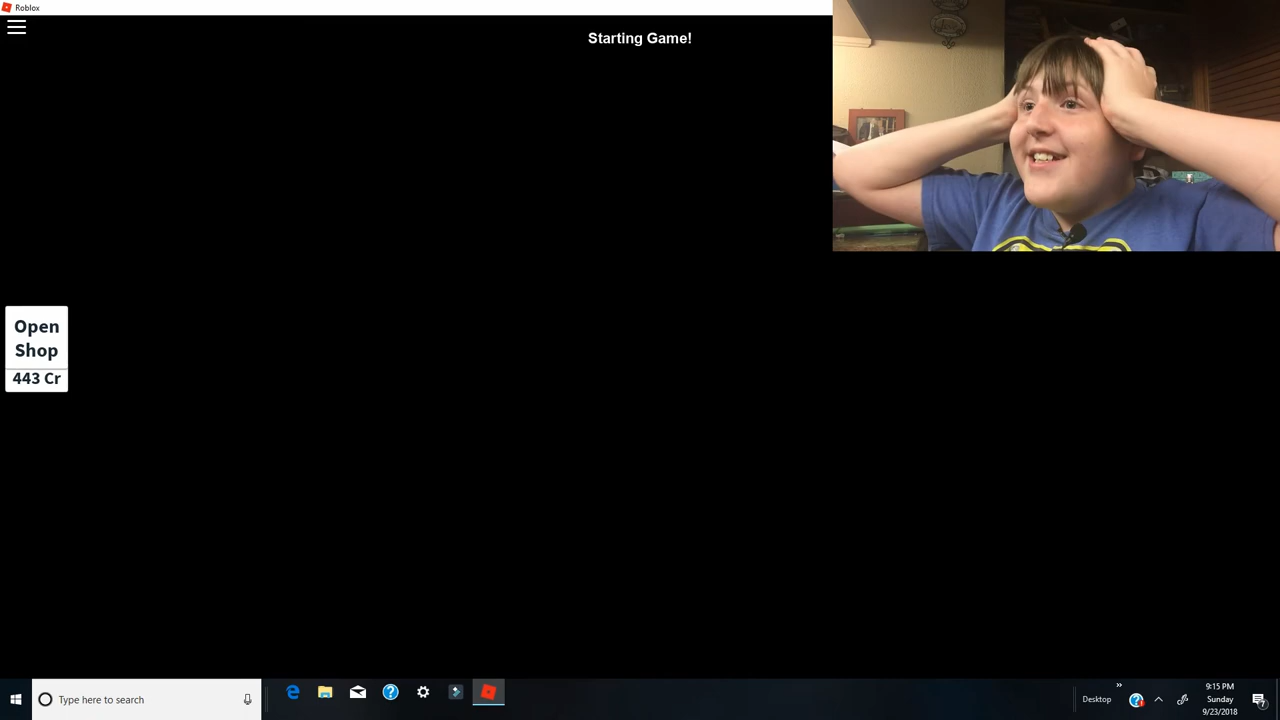 Roblox
Starting Game!
Open
Shop
443 Cr
Type here to search
Desktop
»
9:15 PM
Sunday
9/23/2018
7